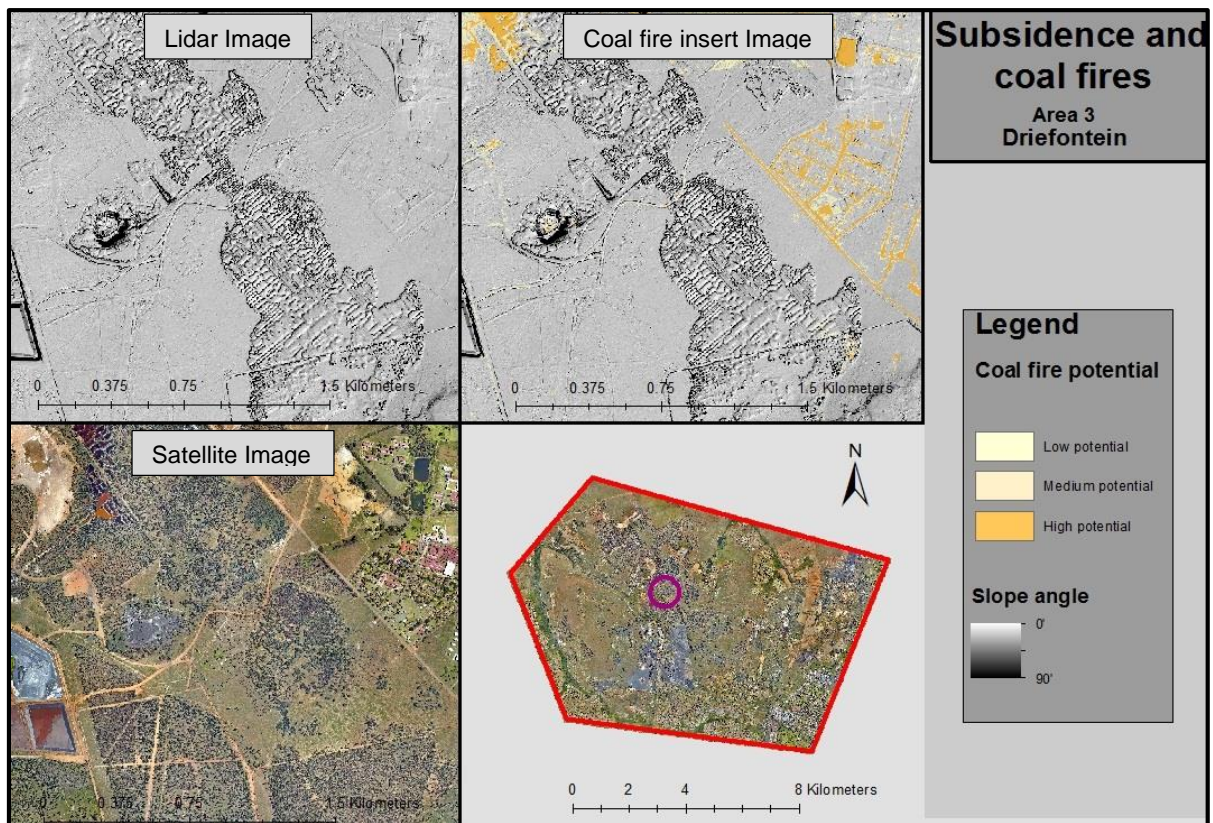 Lidar Image
0
0.375
0.75
1.5 Kilometers
Coal fire insert Image
0
0.375
0.75
1.5 Kilometers
Subsidence and
coal fires
Area 3
Driefontein
Satellite Image
0
0.375
0.75
1.5 Kilometers
N
0
2
4
8 Kilometers
Legend
Coal fire potential
Low potential
Medium potential
High potential
Slope angle
0'
90'